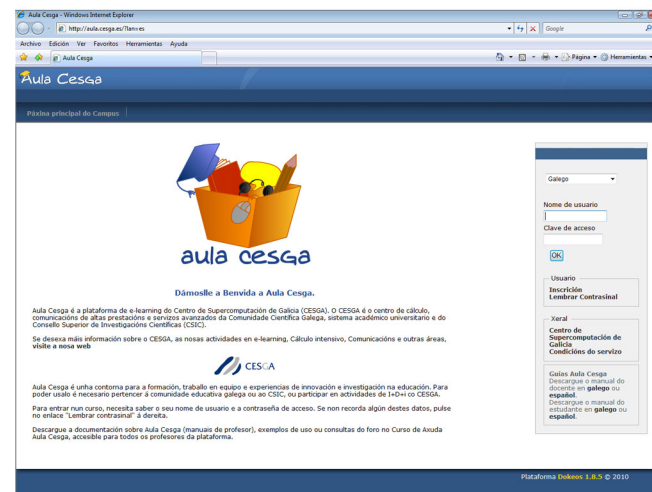 Aula Cesga - Windows Internet Explorer
http://aula.cesga.es/?lan=es
Google
Archivo Edición Ver Favoritos Herramientas Ayuda
Aula Cesga
Página Herramientas
Aula Cesga
Páxina principal do Campus
aula cesga
Dámoslle a Benvida a Aula Cesga.
Aula Cesga é a plataforma de e-learning do Centro de Supercomputación de Galicia (CESGA). O CESGA é o centro de cálculo,
comunicacións de altas prestacións e servizos avanzados da Comunidade Científica Galega, sistema académico universitario e do
Consello Superior de Investigacións Científicas (CSIC).
Se desexa máis información sobre o CESGA, as nosas actividades en e-learning, Cálculo intensivo, Comunicacións e outras áreas,
visite a nosa web
CESGA
Aula Cesga é unha contorna para a formación, traballo en equipo e experiencias de innovación e investigación na educación. Para
poder usalo é necesario pertencer á comunidade educativa galega ou ao CSIC, ou participar en actividades de I+D+i co CESGA.
Para entrar nun curso, necesita saber o seu nome de usuario e a contraseña de acceso. Se non recorda algún destes datos, pulse
no enlace "Lembrar contrasinal" á dereita.
Descargue a documentación sobre Aula Cesga (manuais de profesor), exemplos de uso ou consultas do foro no Curso de Axuda
Aula Cesga, accesible para todos os profesores da plataforma.
Galego
Nome de usuario
Clave de acceso
OK
Usuario
Inscrición
Lembrar Contrasinal
Xeral
Centro de
Supercomputación de
Galicia
Condicións do servizo
Guías Aula Cesga
Descargue o manual do
docente en galego ou
español.
Descargue o manual do
estudante en galego ou
español.
Plataforma Dokeos 1.8.5 © 2010